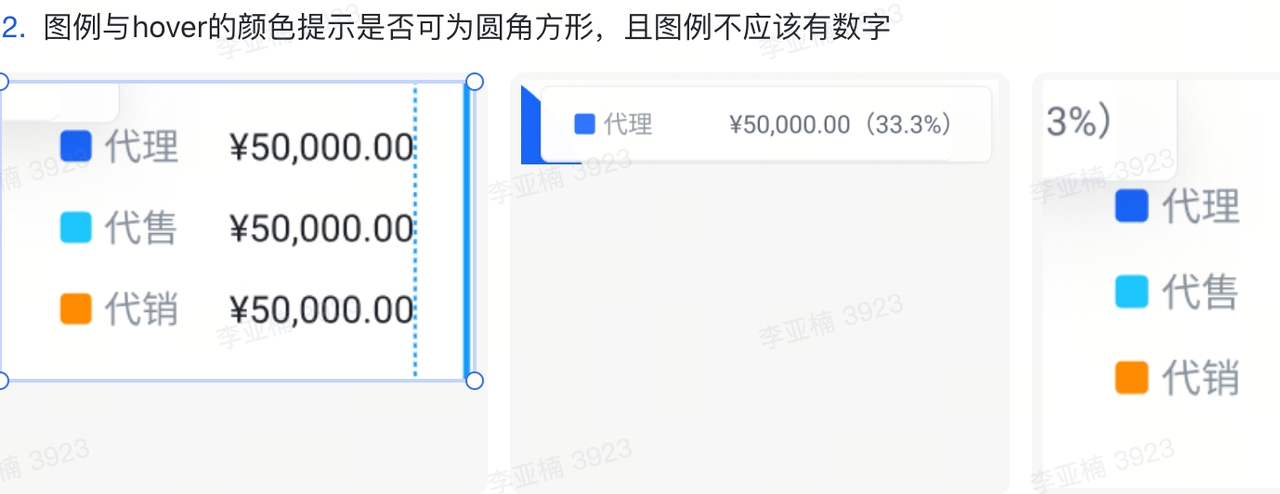 2. 图例与hover的颜色提示是否可为圆角方形，且图例不应该有数字
代理 ¥50,000.00
代售 ¥50,000.00
代销 ¥50,000.00
代理 ¥50,000.00（33.3%）
3%）
代理
代售
代销
李亚楠 3923
李亚楠 3923
楠 3923
李亚楠 3923
李亚楠 3923
李亚楠 3923
李亚楠 3923
楠 3923
李亚楠 3923
李亚楠 3923